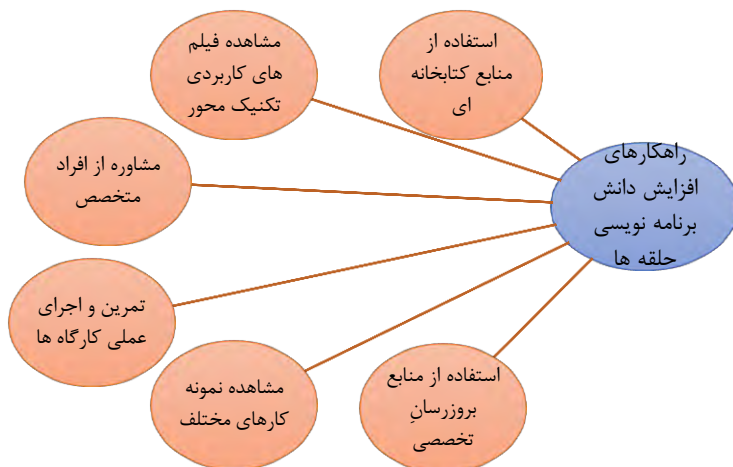 راهکارهای
افزایش دانش
برنامه نویسی
حلقه ها
استفاده از
منابع کتابخانه
ای
مشاهده فیلم
های کاربردی
تکنیک محور
مشاوره از افراد
متخصص
تمرین و اجرای
عملی کارگاه ها
مشاهده نمونه
کارهای مختلف
استفاده از منابع
بروزرسانِ
تخصصی